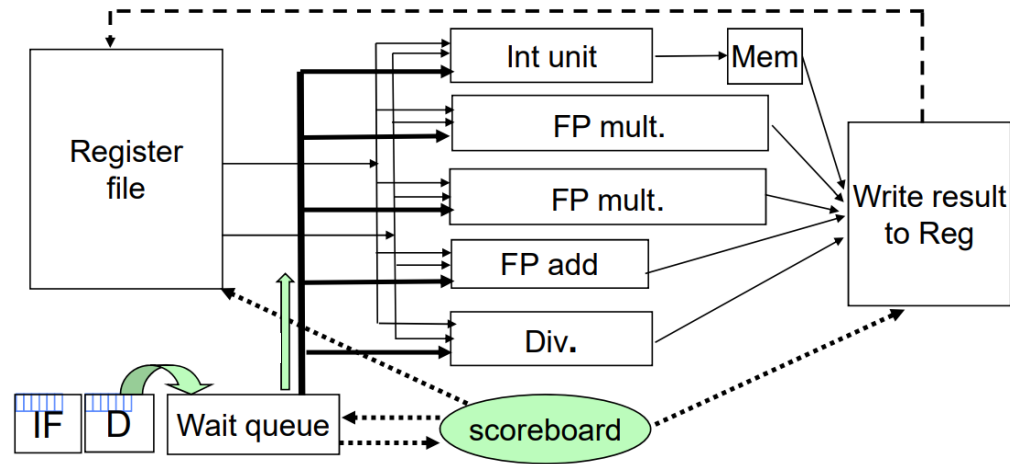 Int unit
Mem
Register
file
FP mult.
FP mult.
Write result
to Reg
FP add
Div.
IF
D
Wait queue
scoreboard